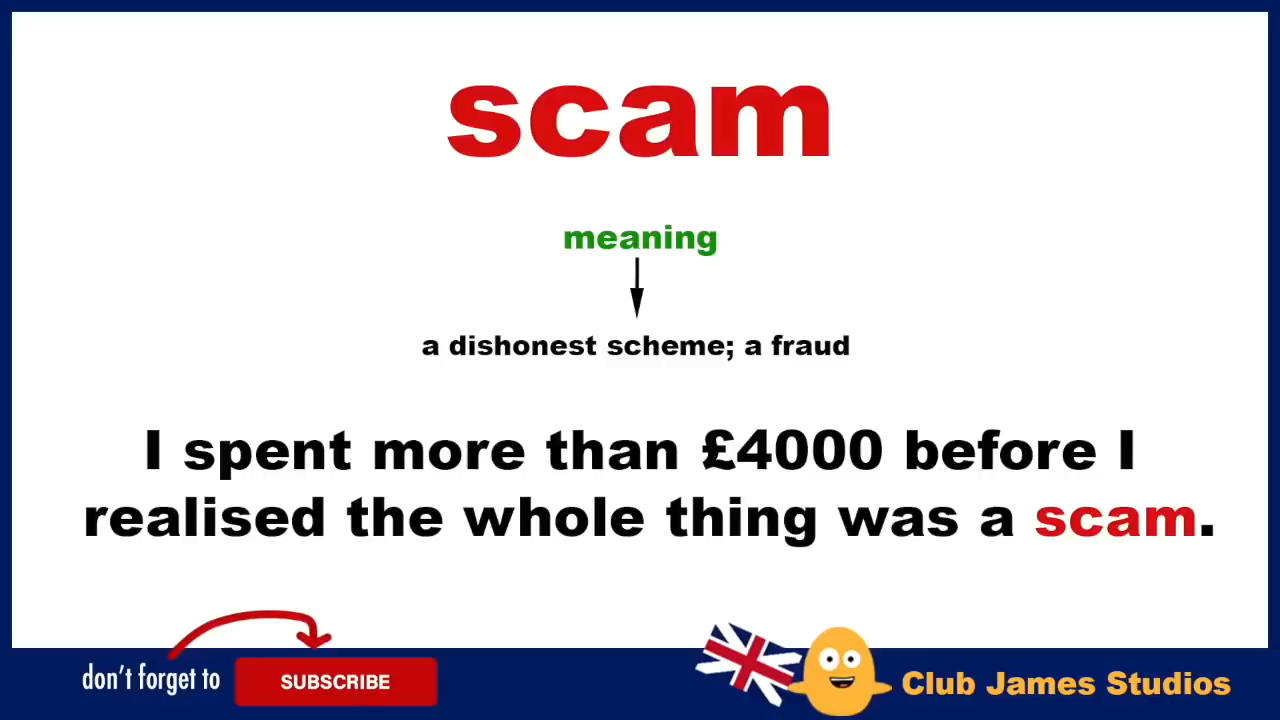 scam
meaning
a dishonest scheme; a fraud
I spent more than £4000 before I
realised the whole thing was a scam.
don't forget to
SUBSCRIBE
Club James Studios